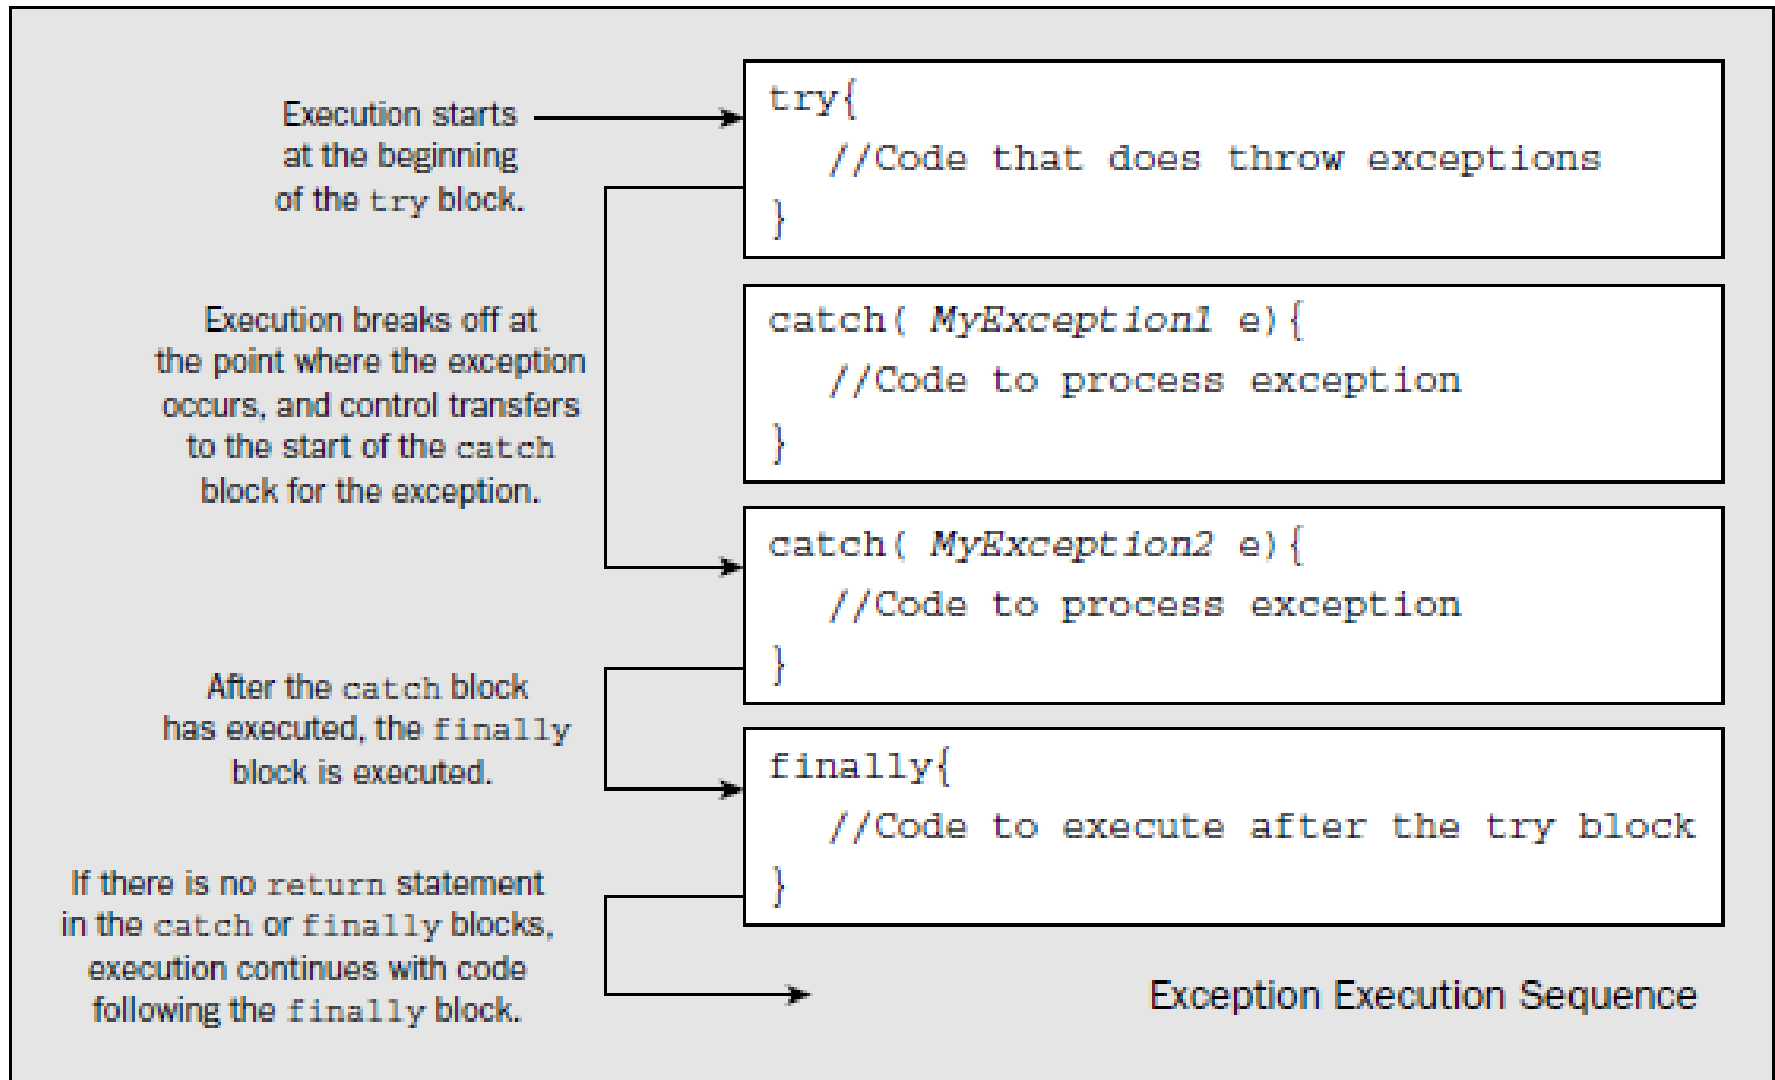 Execution starts
at the beginning
of the try block.
try{
//Code that does throw exceptions
}
Execution breaks off at
the point where the exception
occurs, and control transfers
to the start of the catch
block for the exception.
catch( MyException1 e){
//Code to process exception
}
catch( MyException2 e){
//Code to process exception
}
After the catch block
has executed, the finally
block is executed.
finally{
//Code to execute after the try block
}
If there is no return statement
in the catch or finally blocks,
execution continues with code
following the finally block.
Exception Execution Sequence